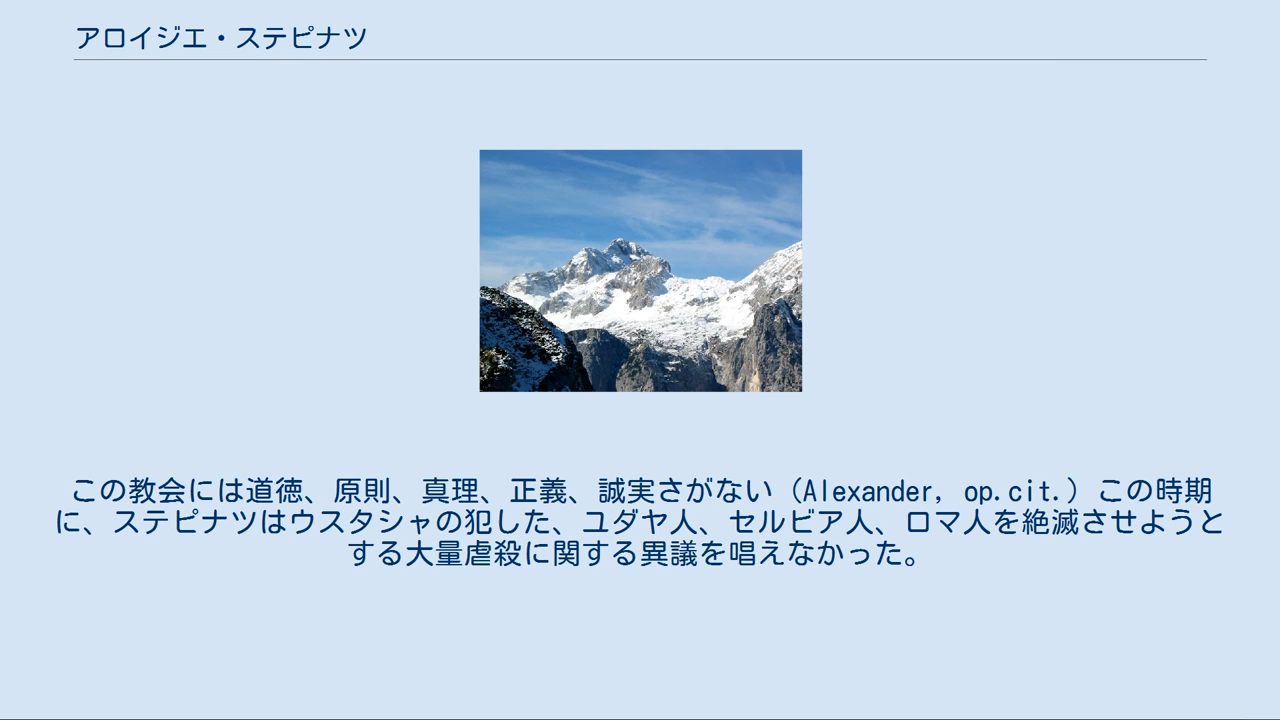 アロイジエ・ステピナツ
この教会には道徳、原則、真理、正義、誠実さがない（Alexander, op.cit.）この時期
に、ステピナツはウスタシャの犯した、ユダヤ人、セルビア人、ロマ人を絶滅させようと
する大量虐殺に関する異議を唱えなかった。